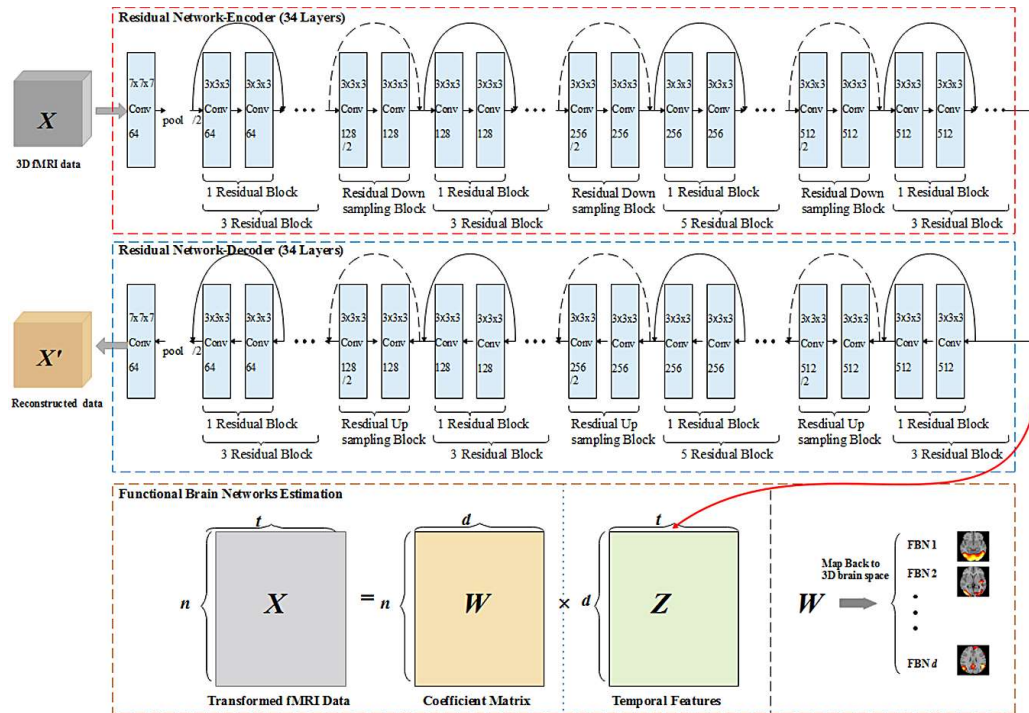 Residual Network-Encoder (34 Layers)
7x7x7 Conv 64
pool
/2
3x3x3 Conv 64
3x3x3 Conv 64
3x3x3 Conv 128 /2
3x3x3 Conv 128
3x3x3 Conv 128
3x3x3 Conv 128
3x3x3 Conv 256 /2
3x3x3 Conv 256
3x3x3 Conv 256
3x3x3 Conv 256
3x3x3 Conv 512 /2
3x3x3 Conv 512
3x3x3 Conv 512
3x3x3 Conv 512
X
3D fMRI data
1 Residual Block
Residual Down
sampling Block
1 Residual Block
Residual Down
sampling Block
1 Residual Block
Residual Down
sampling Block
1 Residual Block
3 Residual Block
3 Residual Block
5 Residual Block
3 Residual Block
Residual Network-Decoder (34 Layers)
7x7x7 Conv 64
pool
/2
3x3x3 Conv 64
3x3x3 Conv 64
3x3x3 Conv 128 /2
3x3x3 Conv 128
3x3x3 Conv 128
3x3x3 Conv 128
3x3x3 Conv 256 /2
3x3x3 Conv 256
3x3x3 Conv 256
3x3x3 Conv 256
3x3x3 Conv 512 /2
3x3x3 Conv 512
3x3x3 Conv 512
3x3x3 Conv 512
X'
Reconstructed data
1 Residual Block
Resdiual Up
sampling Block
1 Residual Block
Resdiual Up
sampling Block
1 Residual Block
Resdiual Up
sampling Block
1 Residual Block
3 Residual Block
3 Residual Block
5 Residual Block
3 Residual Block
Functional Brain Networks Estimation
t
n
X
Transformed fMRI Data
=
d
n
W
Coefficient Matrix
×
t
d
Z
Temporal Features
W
Map Back to
3D brain space
FBN 1
FBN 2
FBN d